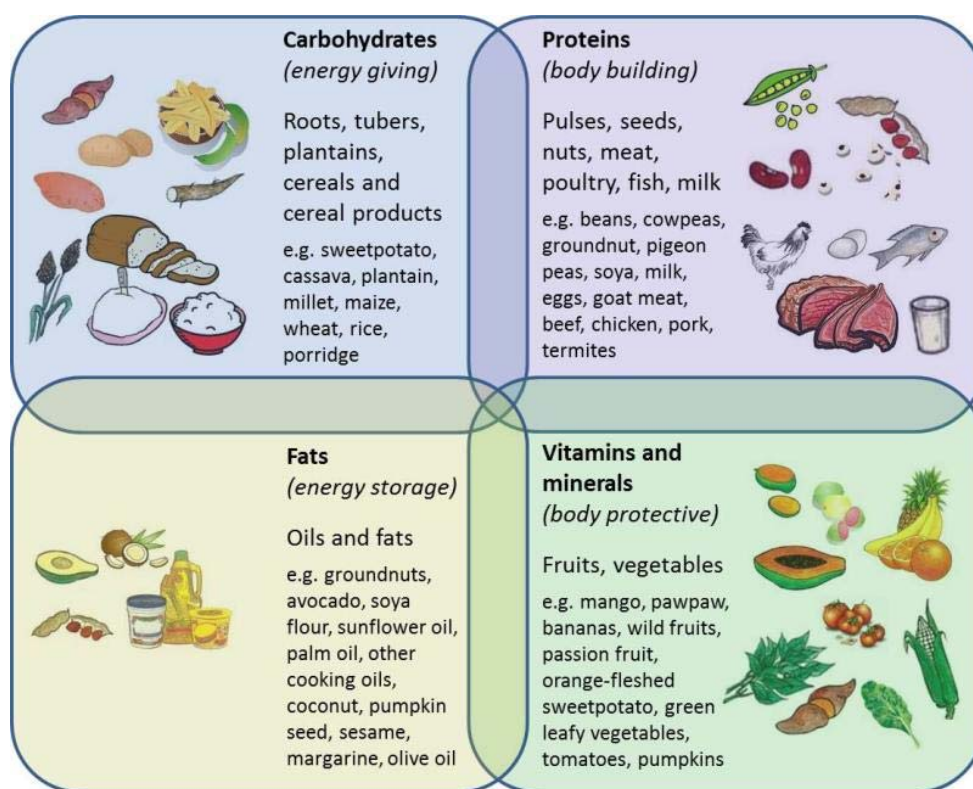 Carbohydrates
(energy giving)
Roots, tubers,
plantains,
cereals and
cereal products
e.g. sweetpotato,
cassava, plantain,
millet, maize,
wheat, rice,
porridge
Proteins
(body building)
Pulses, seeds,
nuts, meat,
poultry, fish, milk
e.g. beans, cowpeas,
groundnut, pigeon
peas, soya, milk,
eggs, goat meat,
beef, chicken, pork,
termites
Fats
(energy storage)
Oils and fats
e.g. groundnuts,
avocado, soya
flour, sunflower oil,
palm oil, other
cooking oils,
coconut, pumpkin
seed, sesame,
margarine, olive oil
Vitamins and
minerals
(body protective)
Fruits, vegetables
e.g. mango, pawpaw,
bananas, wild fruits,
passion fruit,
orange-fleshed
sweetpotato, green
leafy vegetables,
tomatoes, pumpkins